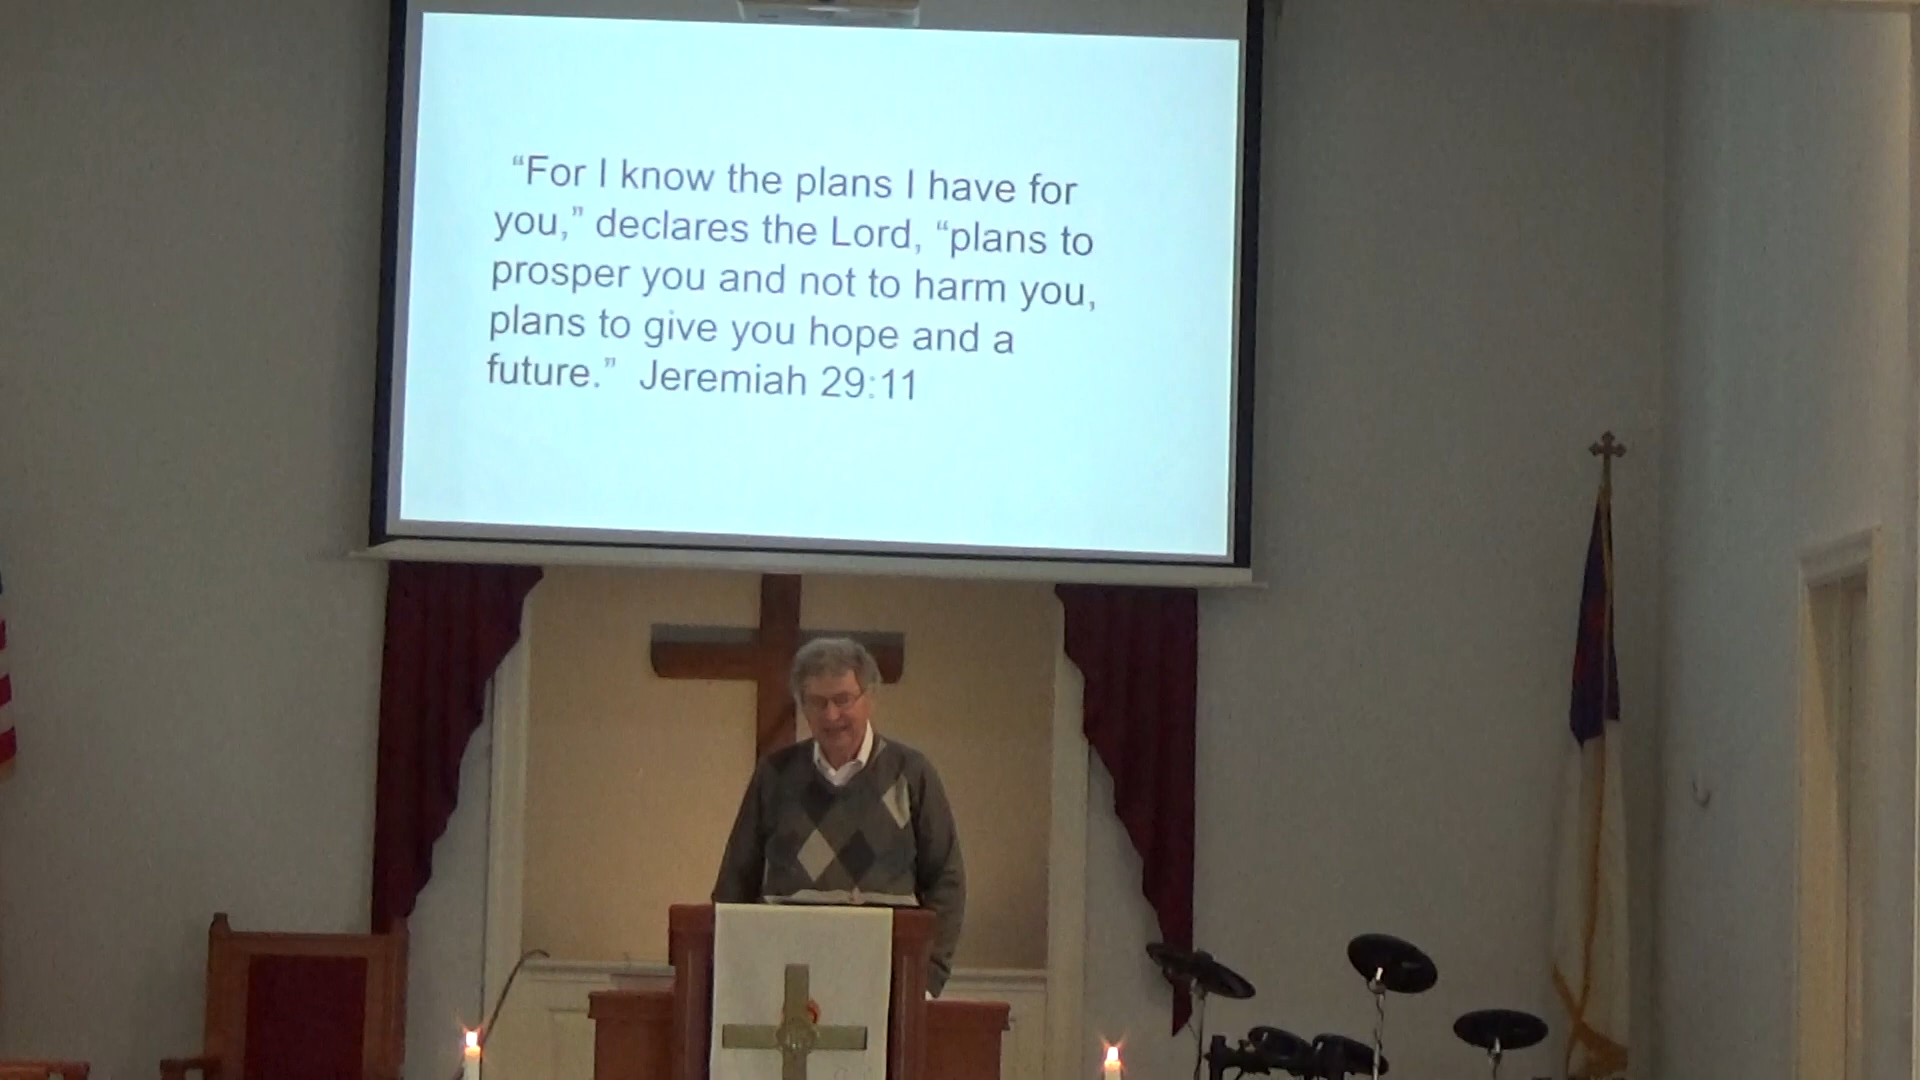 “For I know the plans I have for
you,” declares the Lord, “plans to
prosper you and not to harm you,
plans to give you hope and a
future.” Jeremiah 29:11